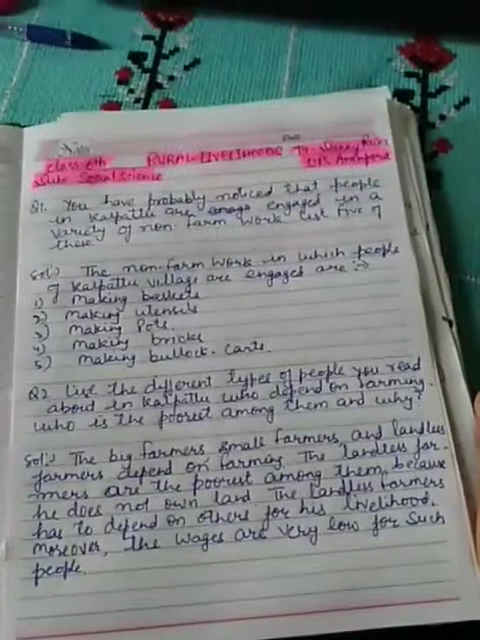 Note
Date
Class-6th RURAL-LIVELIHOODS To- Sunny Rain
Sub:- Social Science
Q1. You have probably noticed that people
in Kalpattu are engaged in a
variety of non-farm work. List five of
these.
Sol:) The non-farm work in which people
of Kalpattu village are engaged are :→
1) Making baskets
2) Making utensils
3) Making Pots.
4) Making bricks
5) Making bullock-carts.
Q2 List the different types of people you read
about in Kalpattu who depend on farming.
who is the poorest among them and why?
Sol:) The big farmers, small farmers, and landless
farmers depend on farming. The landless far-
mers are the poorest among them, because
he does not own land. The landless farmers
has to depend on others for his livelihood.
Moreover, the wages are very low for such
people.